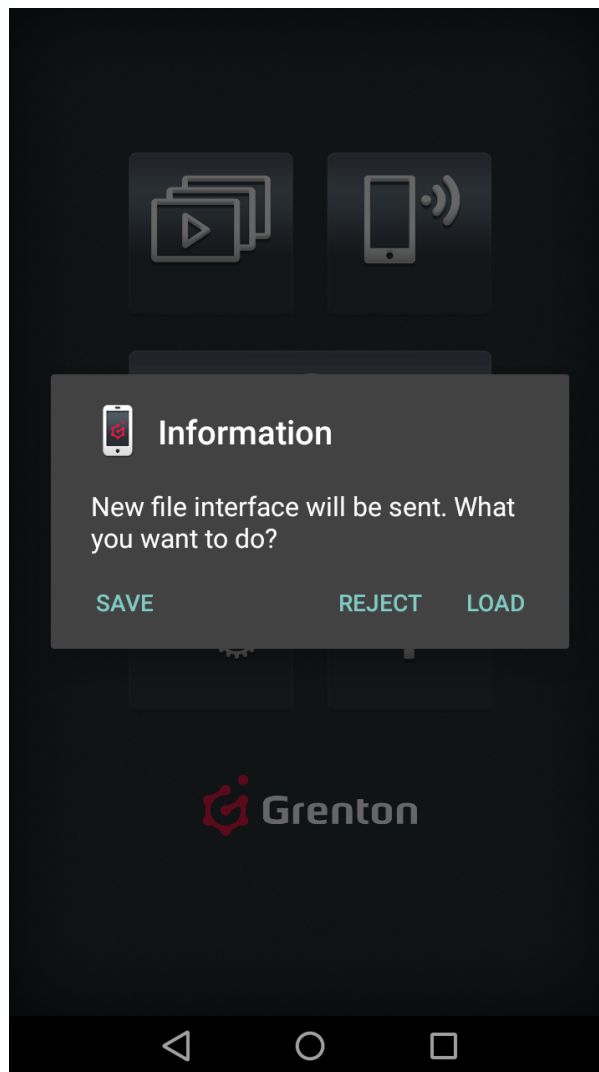 Information
New file interface will be sent. What
you want to do?
SAVE REJECT LOAD
Grenton